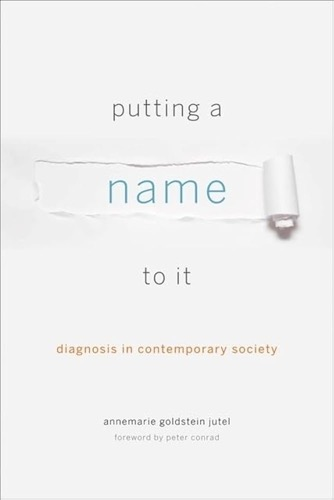 putting a
name
to it
diagnosis in contemporary society
annemarie goldstein jutel
foreword by peter conrad